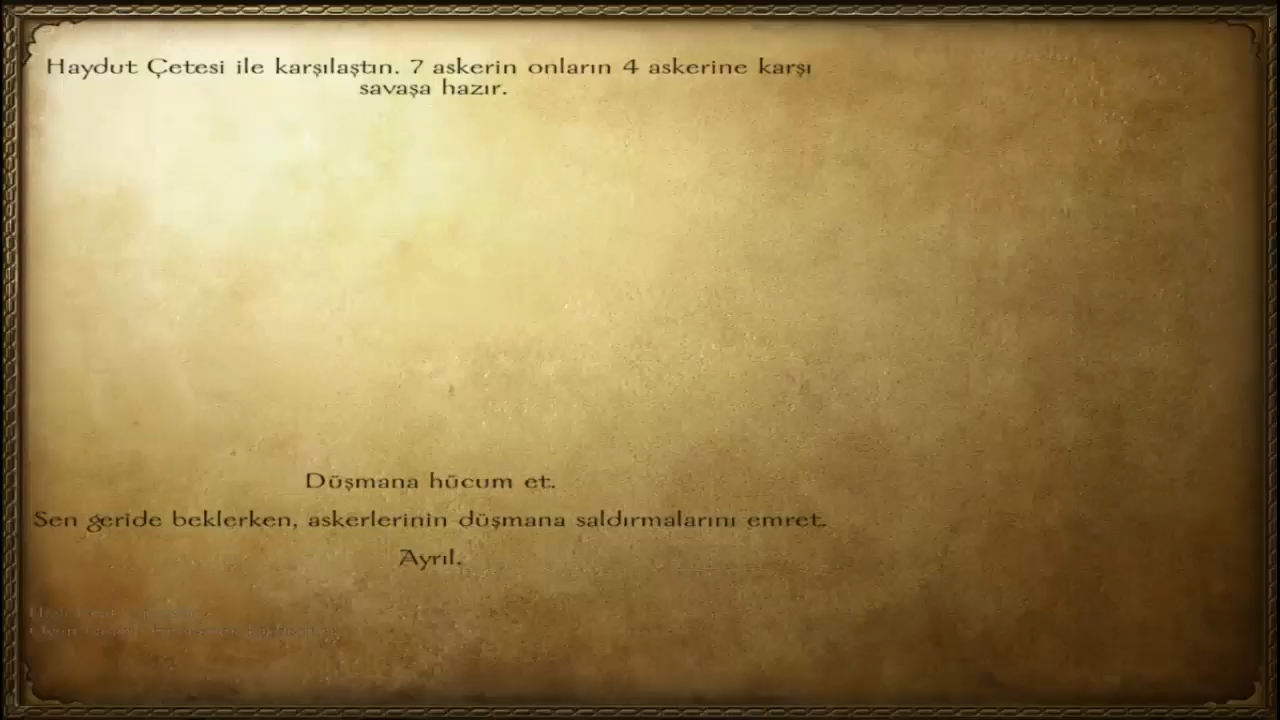 Haydut Çetesi ile karşılaştın. 7 askerin onların 4 askerine karşı
savaşa hazır.
Düşmana hücum et.
Sen geride beklerken, askerlerinin düşmana saldırmalarını emret.
Ayrıl.